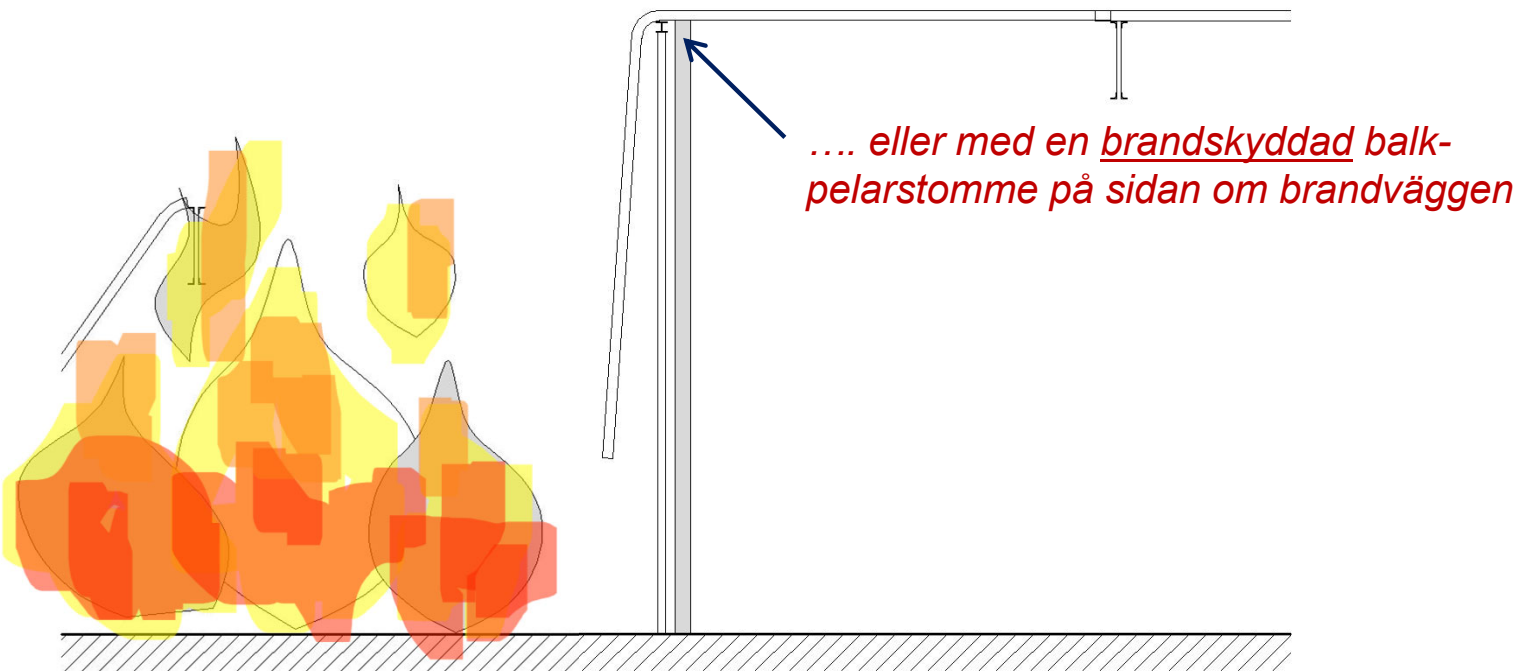 …. eller med en brandskyddad balk-
pelarstomme på sidan om brandväggen